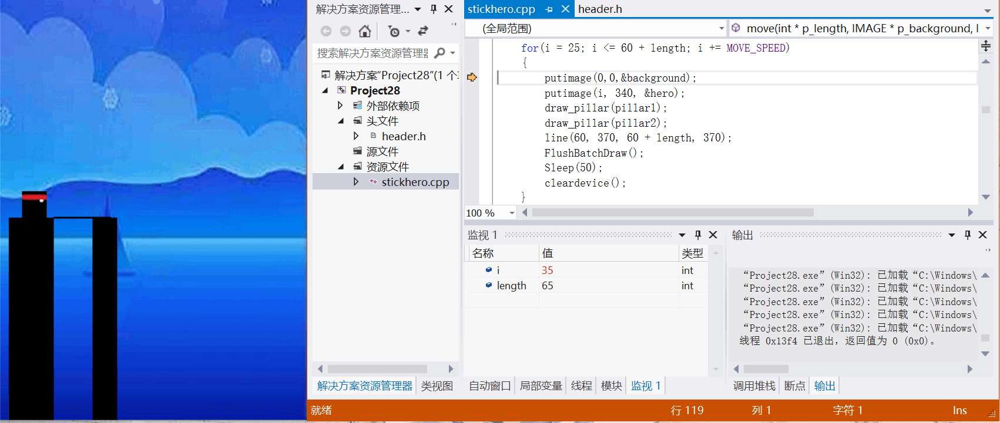 解决方案资源管理...
搜索解决方案资源管理器
解决方案“Project28”(1 个
Project28
外部依赖项
头文件
header.h
源文件
资源文件
stickhero.cpp
解决方案资源管理器 类视图
stickhero.cpp header.h
(全局范围) move(int * p_length, IMAGE * p_background, I
for(i = 25; i <= 60 + length; i += MOVE_SPEED)
{
putimage(0,0,&background);
putimage(i, 340, &hero);
draw_pillar(pillar1);
draw_pillar(pillar2);
line(60, 370, 60 + length, 370);
FlushBatchDraw();
Sleep(50);
cleardevice();
}
100 %
监视 1
名称 值 类型
i 35 int
length 65 int
自动窗口 局部变量 线程 模块 监视 1
输出
“Project28.exe”(Win32): 已加载“C:\Windows\
“Project28.exe”(Win32): 已加载“C:\Windows\
“Project28.exe”(Win32): 已加载“C:\Windows\
“Project28.exe”(Win32): 已加载“C:\Windows\
“Project28.exe”(Win32): 已加载“C:\Windows\
线程 0x13f4 已退出，返回值为 0 (0x0)。
调用堆栈 断点 输出
就绪 行 119 列 1 字符 1 Ins